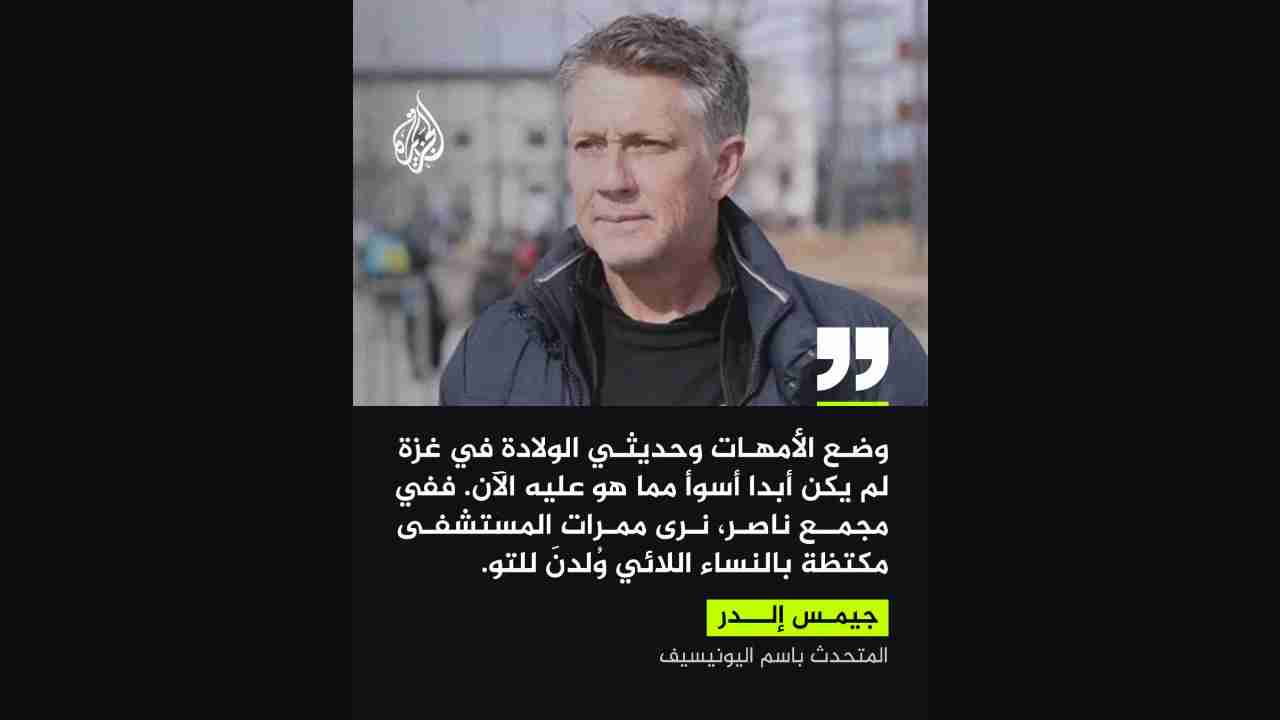 الجزيرة
وضع الأمهات وحديثي الولادة في غزة
لم يكن أبدا أسوأ مما هو عليه الآن. ففي
مجمع ناصر، نرى ممرات المستشفى
مكتظة بالنساء اللائي وُلدنَ للتو.
جيمس إلدر
المتحدث باسم اليونيسيف